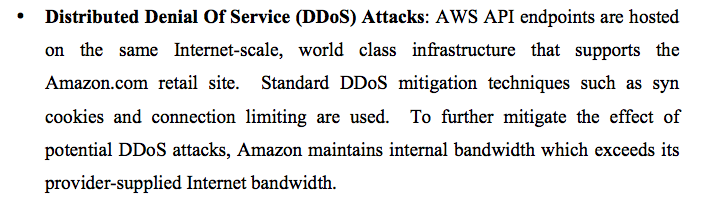 • Distributed Denial Of Service (DDoS) Attacks: AWS API endpoints are hosted
on the same Internet-scale, world class infrastructure that supports the
Amazon.com retail site. Standard DDoS mitigation techniques such as syn
cookies and connection limiting are used. To further mitigate the effect of
potential DDoS attacks, Amazon maintains internal bandwidth which exceeds its
provider-supplied Internet bandwidth.